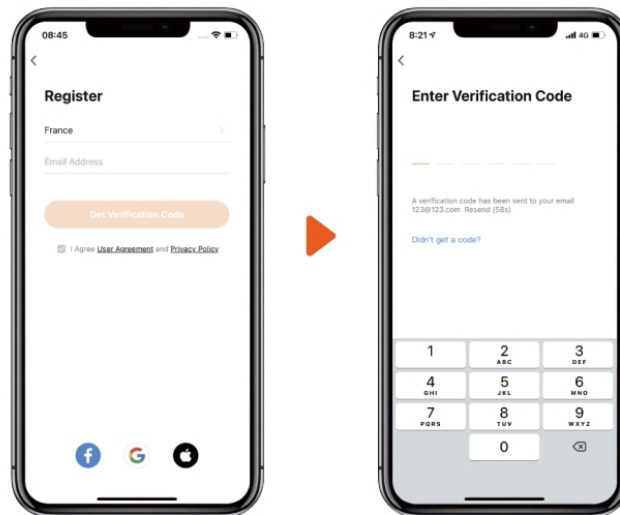 08:45
Register
France
Email Address
Get Verification Code
I Agree User Agreement and Privacy Policy
8:21
4G
Enter Verification Code
A verification code has been sent to your email
123@123.com Resend (58s)
Didn't get a code?
1
2
ABC
3
DEF
4
GHI
5
JKL
6
MNO
7
PQRS
8
TUV
9
WXYZ
0